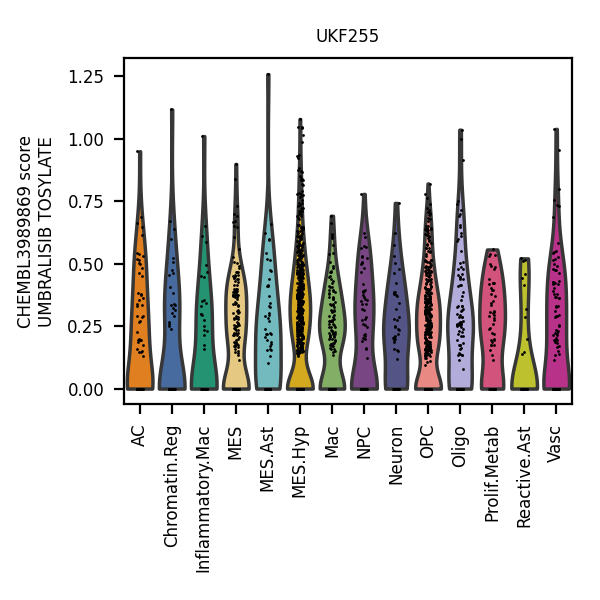 UKF255
CHEMBL3989869 score
UMBRALISIB TOSYLATE
1.25
1.00
0.75
0.50
0.25
0.00
AC
Chromatin.Reg
Inflammatory.Mac
MES
MES.Ast
MES.Hyp
Mac
NPC
Neuron
OPC
Oligo
Prolif.Metab
Reactive.Ast
Vasc